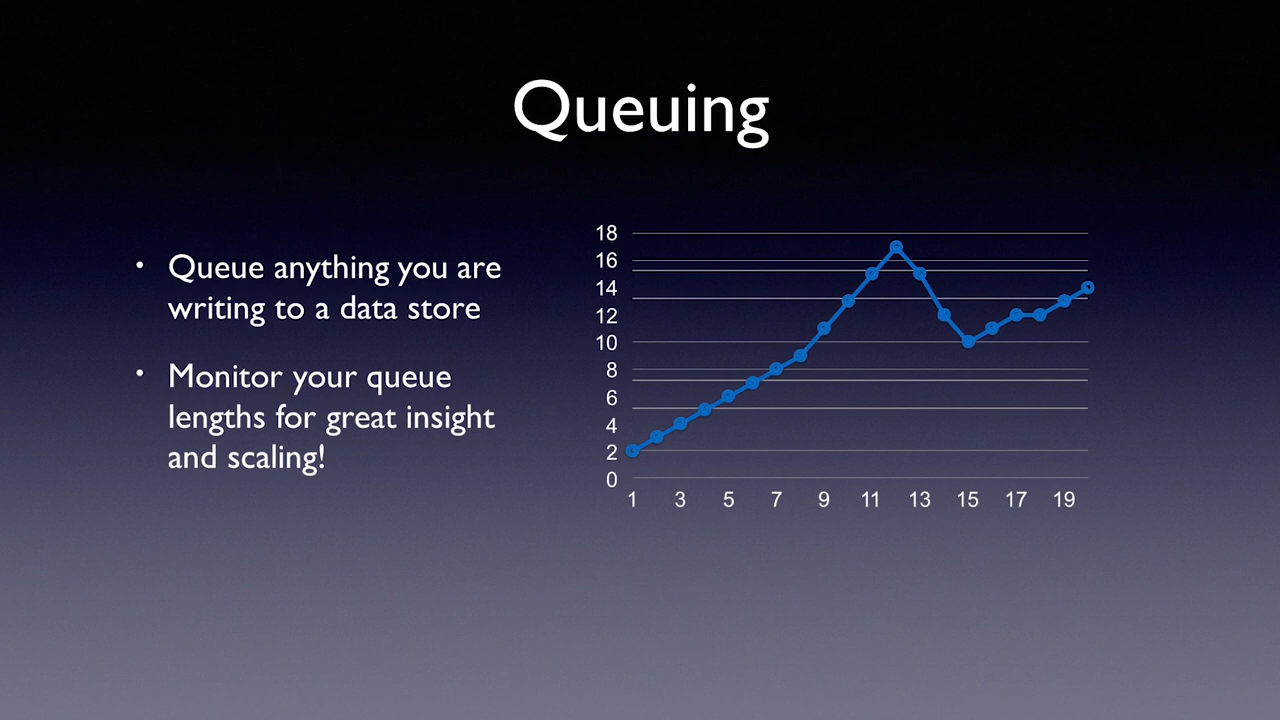 Queuing
• Queue anything you are
writing to a data store
• Monitor your queue
lengths for great insight
and scaling!
18
16
14
12
10
8
6
4
2
0
1 3 5 7 9 11 13 15 17 19